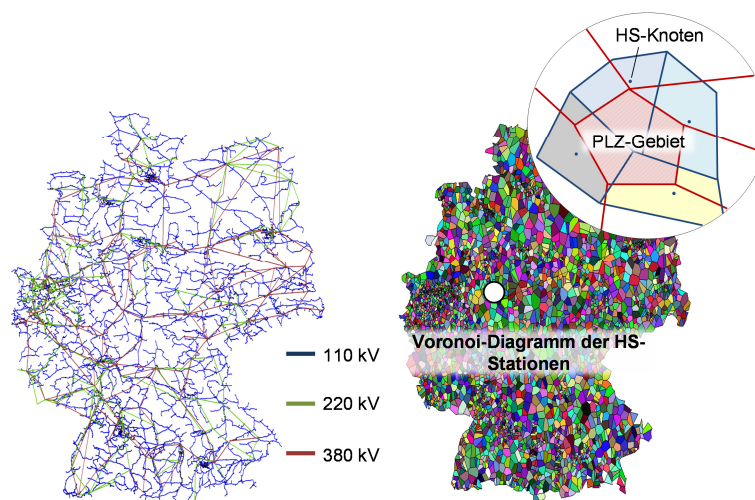 HS-Knoten
PLZ-Gebiet
Voronoi-Diagramm der HS-
Stationen
110 kV
220 kV
380 kV